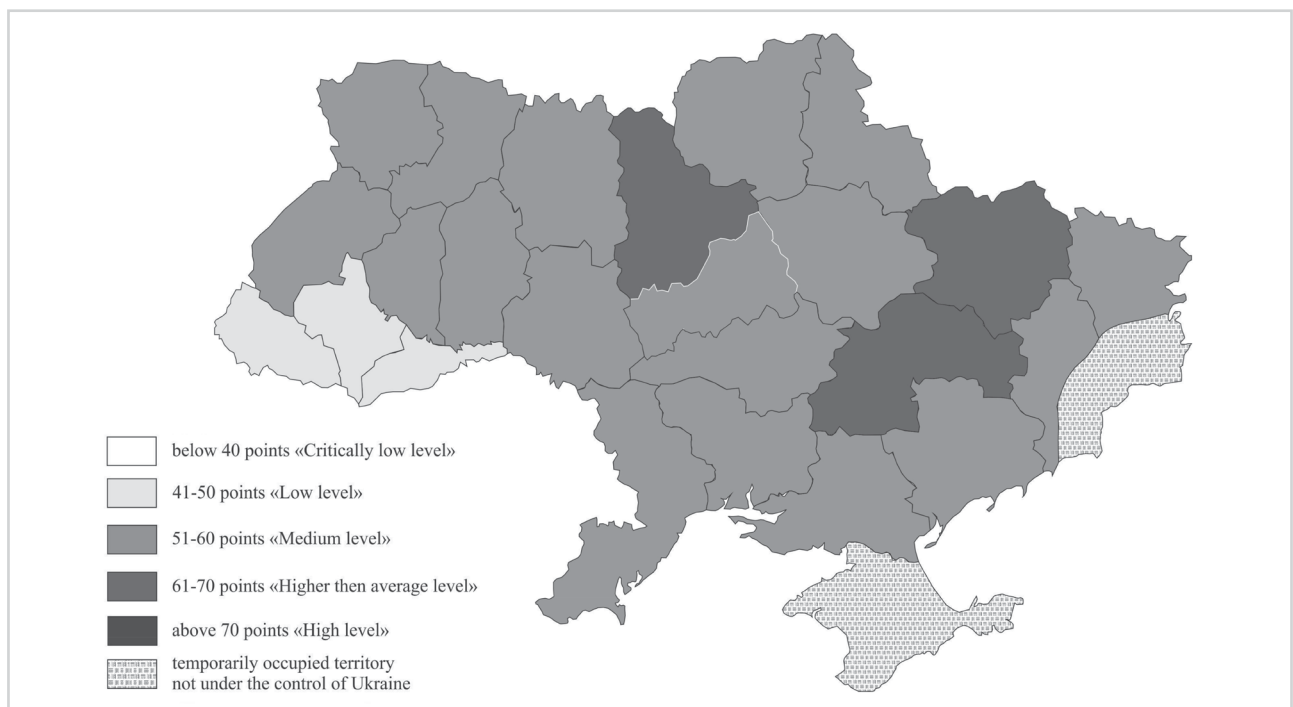 below 40 points «Critically low level»
41-50 points «Low level»
51-60 points «Medium level»
61-70 points «Higher then average level»
above 70 points «High level»
temporarily occupied territory
not under the control of Ukraine